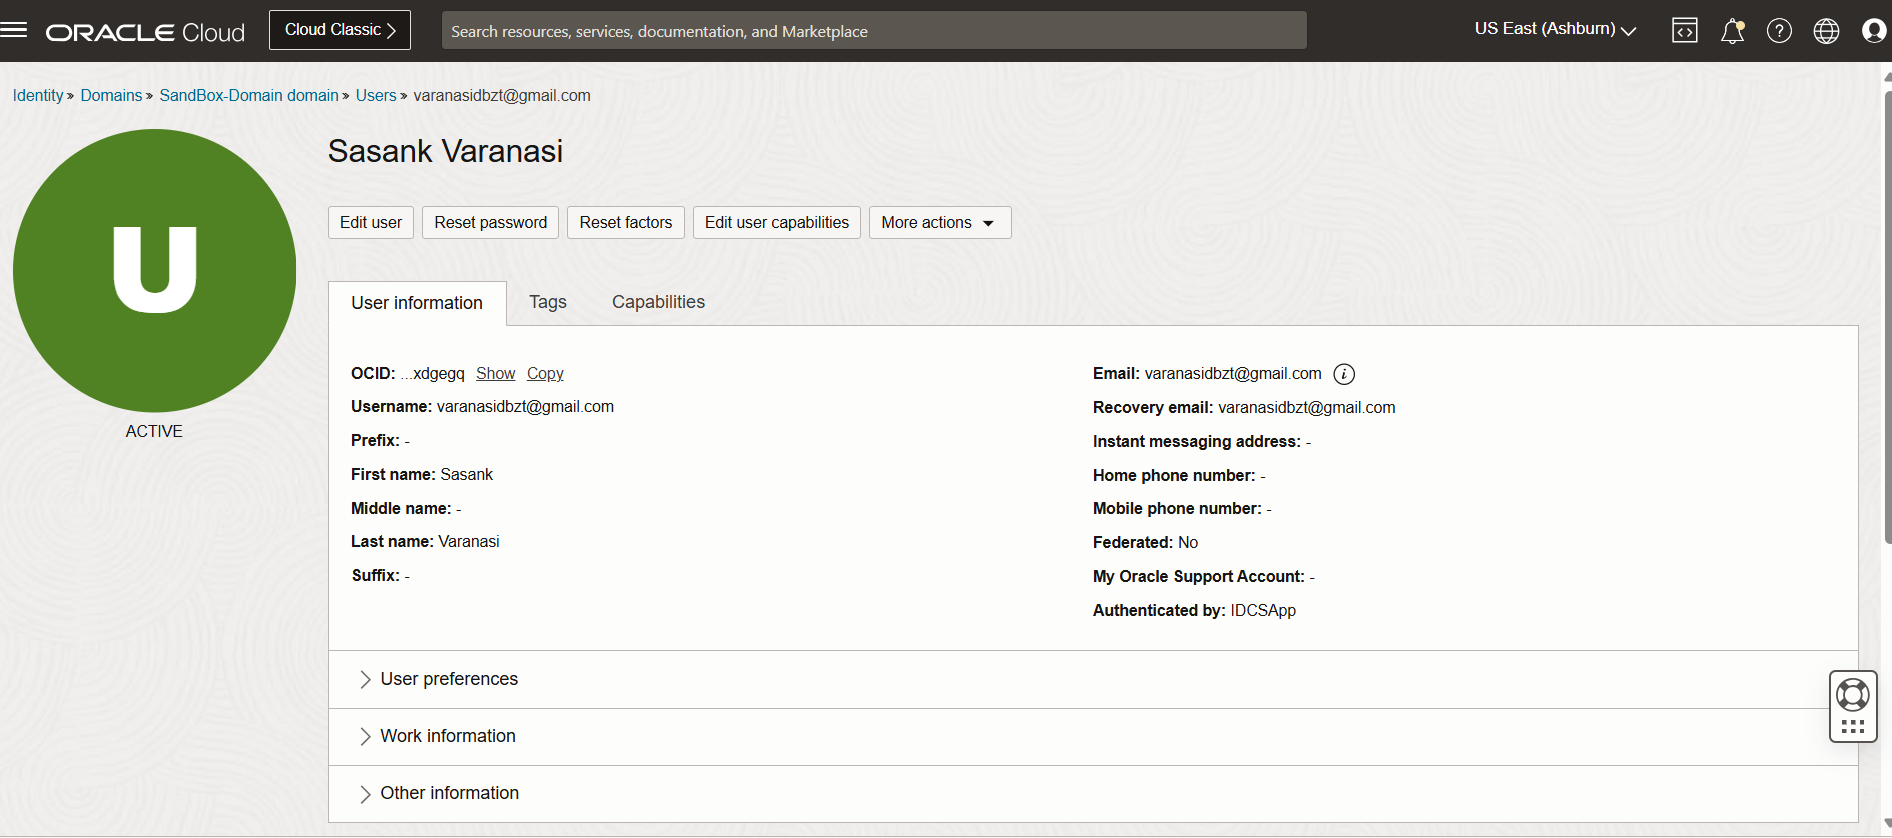 ORACLE Cloud
Cloud Classic
Search resources, services, documentation, and Marketplace
US East (Ashburn)
Identity » Domains » SandBox-Domain domain » Users » varanasidbzt@gmail.com
U
ACTIVE
Sasank Varanasi
Edit user
Reset password
Reset factors
Edit user capabilities
More actions
User information
Tags
Capabilities
OCID: ...xdgegq Show Copy
Username: varanasidbzt@gmail.com
Prefix: -
First name: Sasank
Middle name: -
Last name: Varanasi
Suffix: -
Email: varanasidbzt@gmail.com
Recovery email: varanasidbzt@gmail.com
Instant messaging address: -
Home phone number: -
Mobile phone number: -
Federated: No
My Oracle Support Account: -
Authenticated by: IDCSApp
User preferences
Work information
Other information